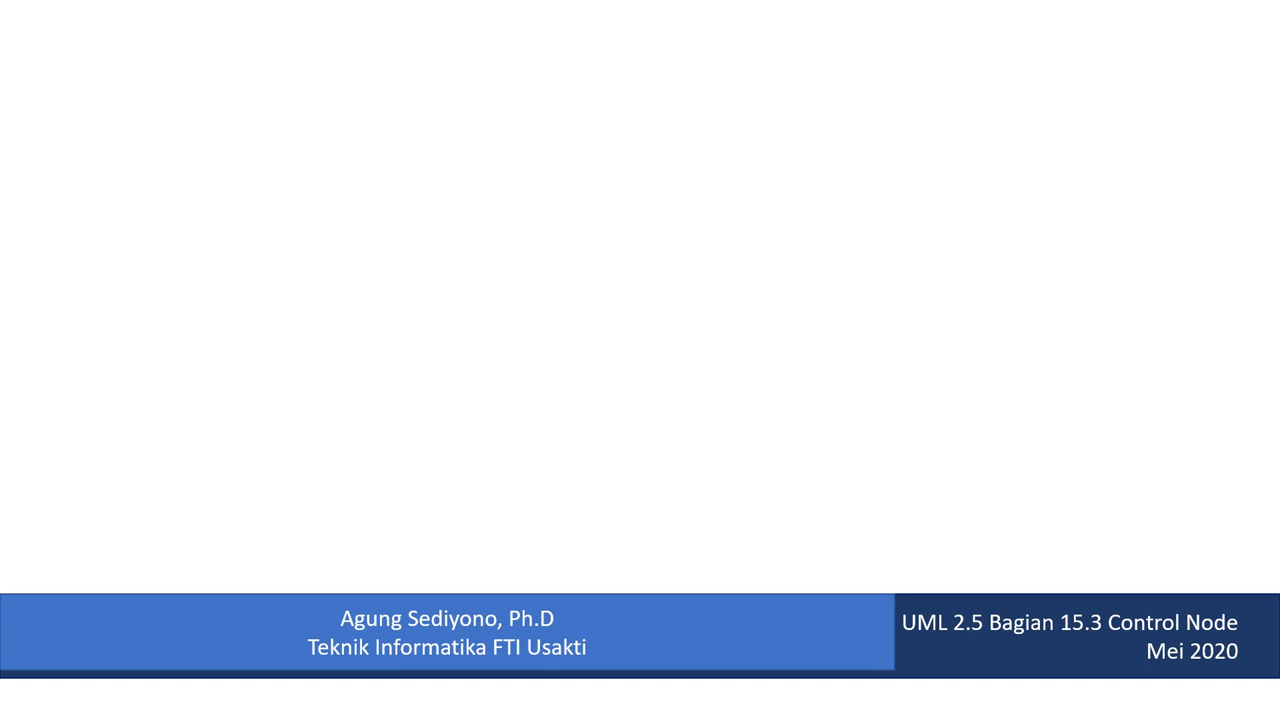 Agung Sediyono, Ph.D
Teknik Informatika FTI Usakti
UML 2.5 Bagian 15.3 Control Node
Mei 2020